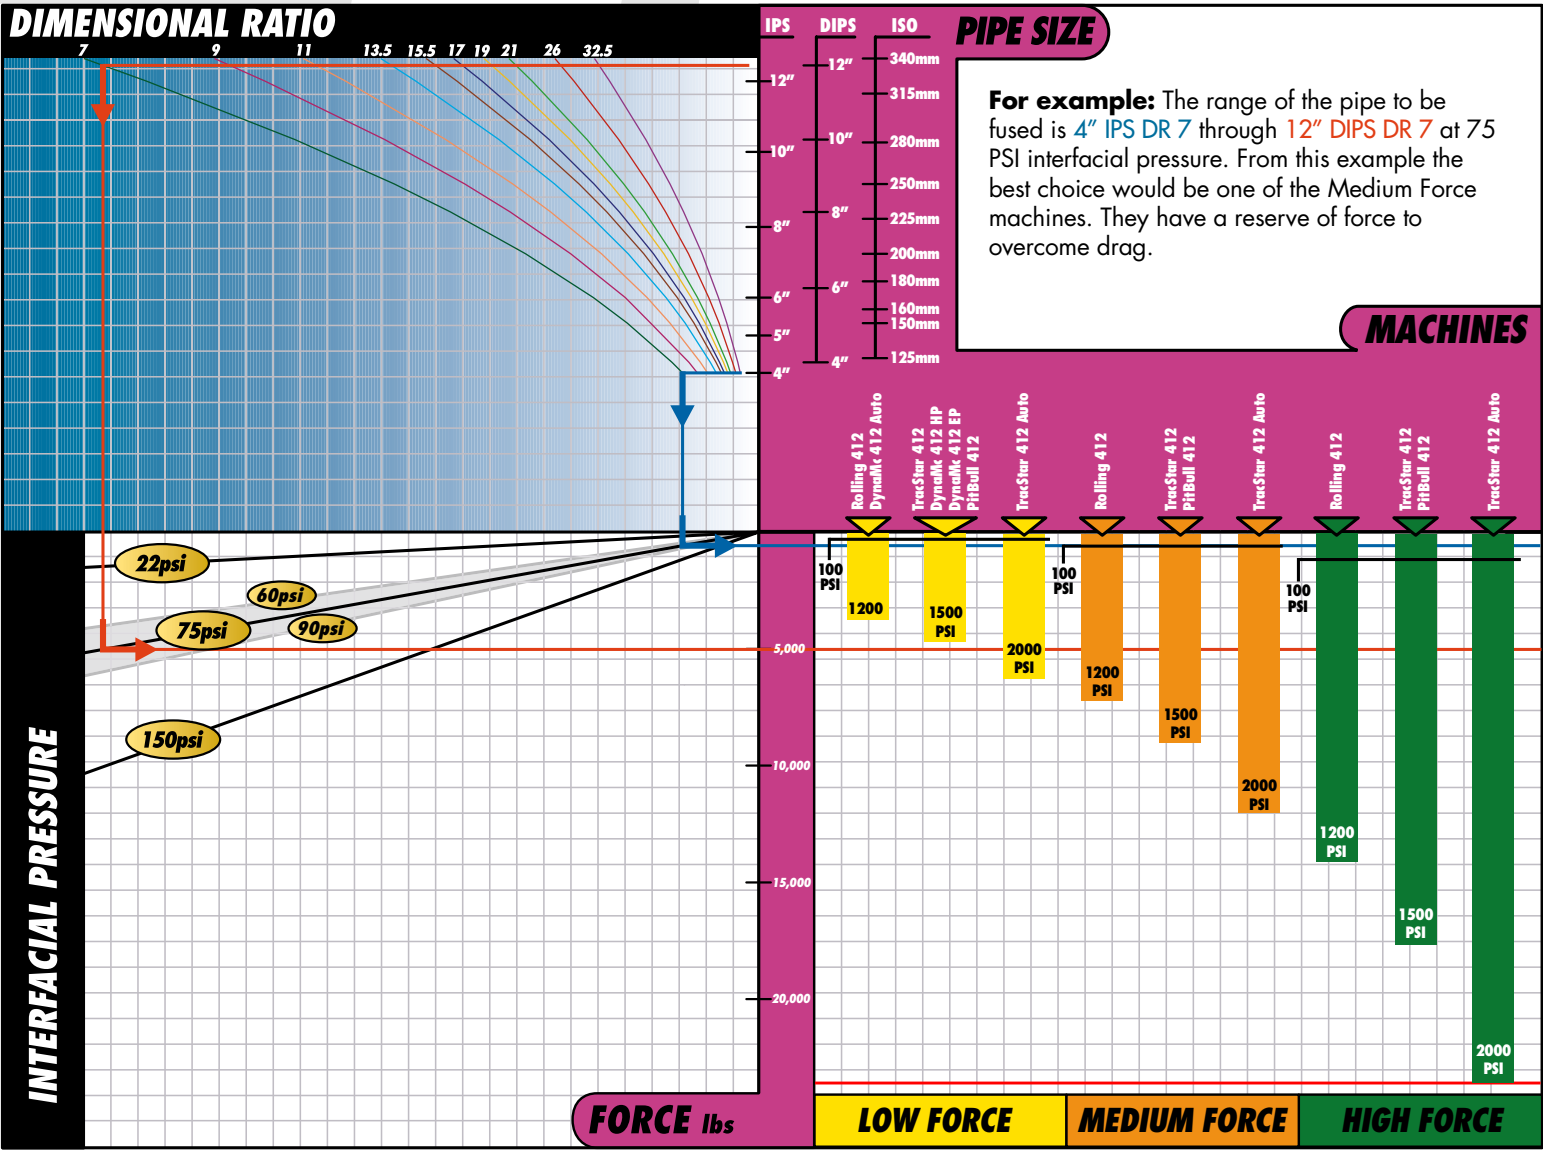 DIMENSIONAL RATIO
7 9 11 13.5 15.5 17 19 21 26 32.5
IPS DIPS ISO
12"
10"
8"
6"
5"
4"
12"
10"
8"
6"
4"
340mm
315mm
280mm
250mm
225mm
200mm
180mm
160mm
150mm
125mm
PIPE SIZE
For example: The range of the pipe to be
fused is 4" IPS DR 7 through 12" DIPS DR 7 at 75
PSI interfacial pressure. From this example the
best choice would be one of the Medium Force
machines. They have a reserve of force to
overcome drag.
MACHINES
Rolling 412
DynaMc 412 Auto
TracStar 412
DynaMc 412 HP
DynaMc 412 EP
PitBull 412
TracStar 412 Auto
Rolling 412
TracStar 412
PitBull 412
TracStar 412 Auto
Rolling 412
TracStar 412
PitBull 412
TracStar 412 Auto
INTERFACIAL PRESSURE
22psi
60psi
75psi
90psi
150psi
5,000
10,000
15,000
20,000
100
PSI
1200
1500
PSI
2000
PSI
100
PSI
1200
PSI
1500
PSI
2000
PSI
100
PSI
1200
PSI
1500
PSI
2000
PSI
FORCE lbs
LOW FORCE
MEDIUM FORCE
HIGH FORCE